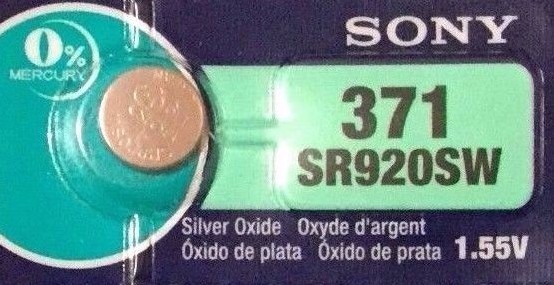 SONY
0%
MERCURY
371
SR920SW
Silver Oxide Oxyde d'argent
Óxido de plata Óxido de prata 1.55V